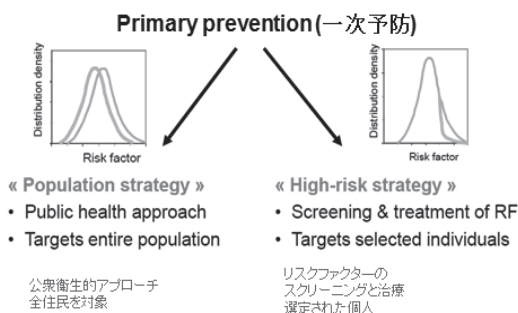 Primary prevention(一次予防)
Distribution density
Risk factor
Distribution density
Risk factor
« Population strategy »
• Public health approach
• Targets entire population
公衆衛生的アプローチ
全住民を対象
« High-risk strategy »
• Screening & treatment of RF
• Targets selected individuals
リスクファクターの
スクリーニングと治療
選定された個人